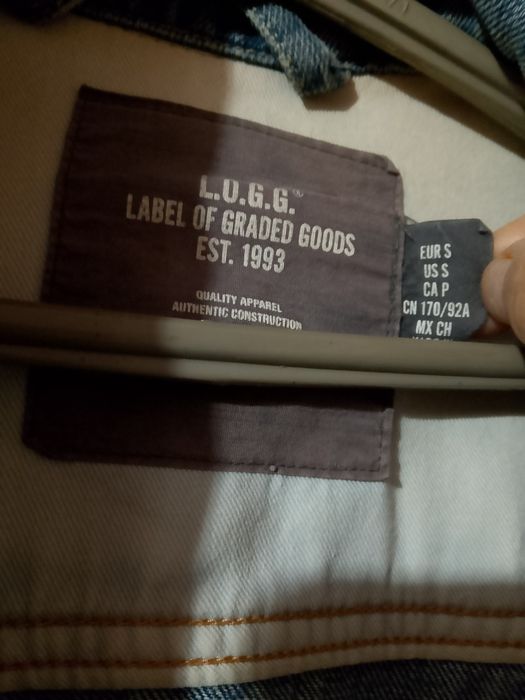 L.O.G.G.®
LABEL OF GRADED GOODS
EST. 1993
QUALITY APPAREL
AUTHENTIC CONSTRUCTION
EUR S
US S
CA P
CN 170/92A
MX CH